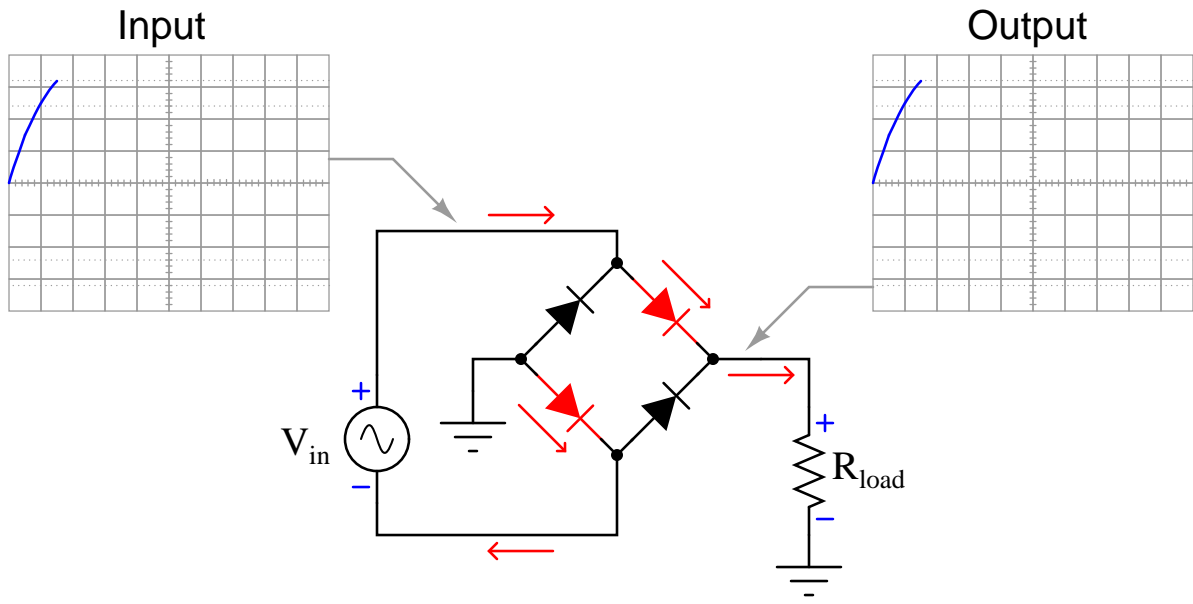 Input
Output
+
V_in
−
+
R_load
−